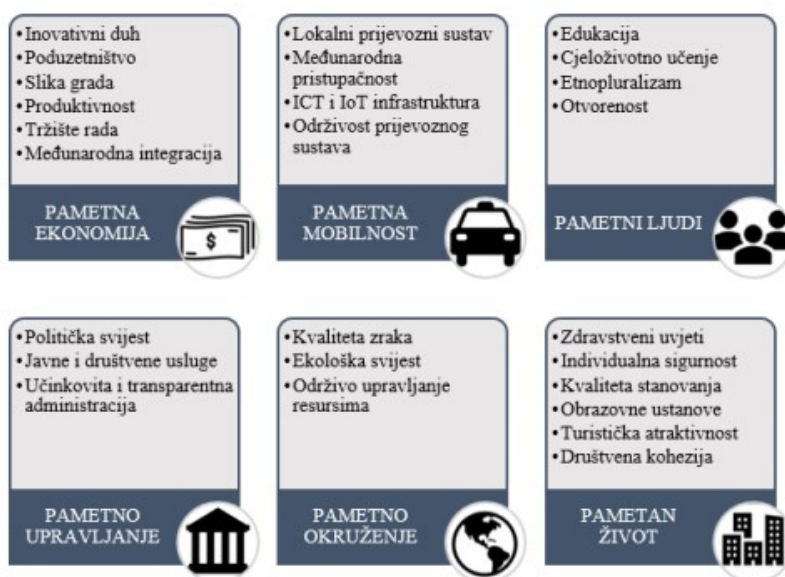 •Inovativni duh
•Poduzetništvo
•Slika grada
•Produktivnost
•Tržište rada
•Međunarodna integracija
PAMETNA
EKONOMIJA
$
•Lokalni prijevozni sustav
•Međunarodna
pristupačnost
•ICT i IoT infrastruktura
•Održivost prijevoznog
sustava
PAMETNA
MOBILNOST
•Edukacija
•Cjeloživotno učenje
•Etnopluralizam
•Otvorenost
PAMETNI LJUDI
•Politička svijest
•Javne i društvene usluge
•Učinkovita i transparentna
administracija
PAMETNO
UPRAVLJANJE
•Kvaliteta zraka
•Ekološka svijest
•Održivo upravljanje
resursima
PAMETNO
OKRUŽENJE
•Zdravstveni uvjeti
•Individualna sigurnost
•Kvaliteta stanovanja
•Obrazovne ustanove
•Turistička atraktivnost
•Društvena kohezija
PAMETAN
ŽIVOT